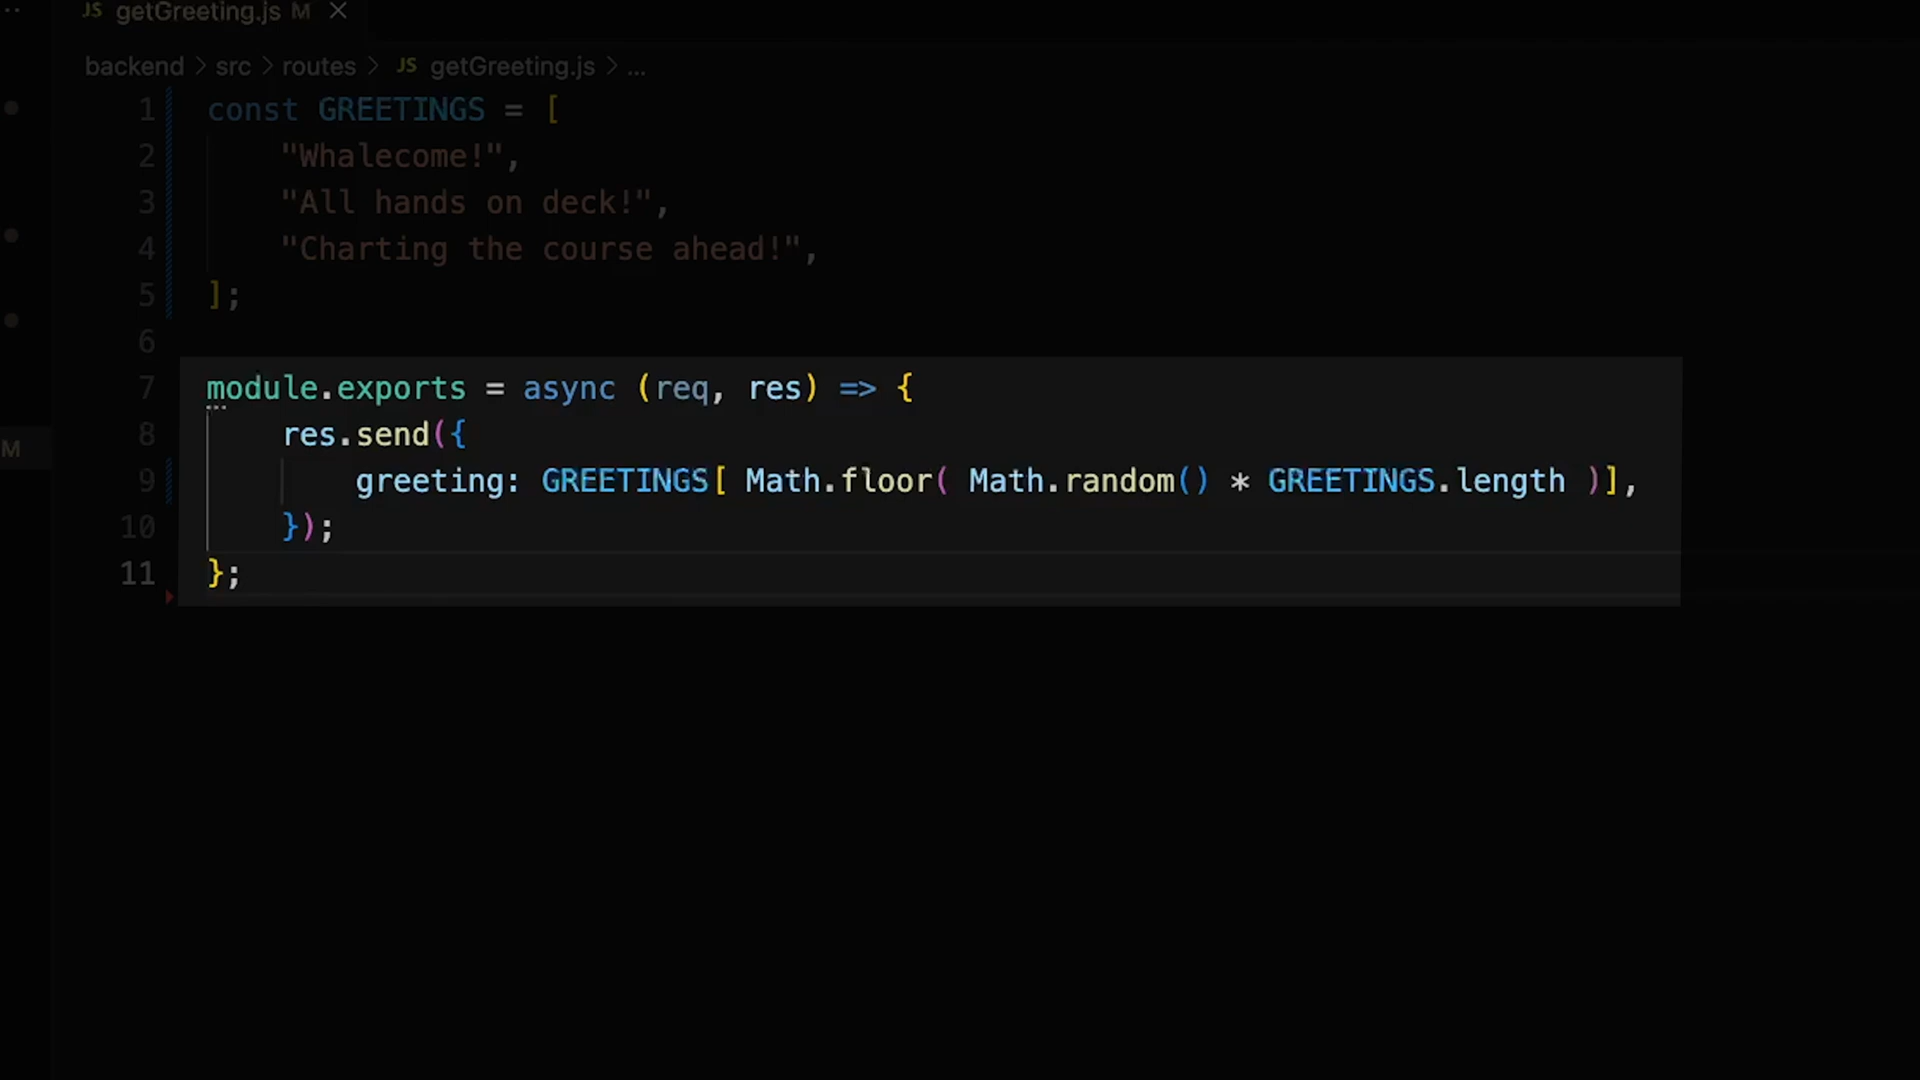 JS getGreeting.js M
backend > src > routes > JS getGreeting.js > ...
1 const GREETINGS = [
2 "Whalecome!",
3 "All hands on deck!",
4 "Charting the course ahead!",
5 ];
6
7 module.exports = async (req, res) => {
M 8 res.send({
9 greeting: GREETINGS[ Math.floor( Math.random() * GREETINGS.length )],
10 });
11 };